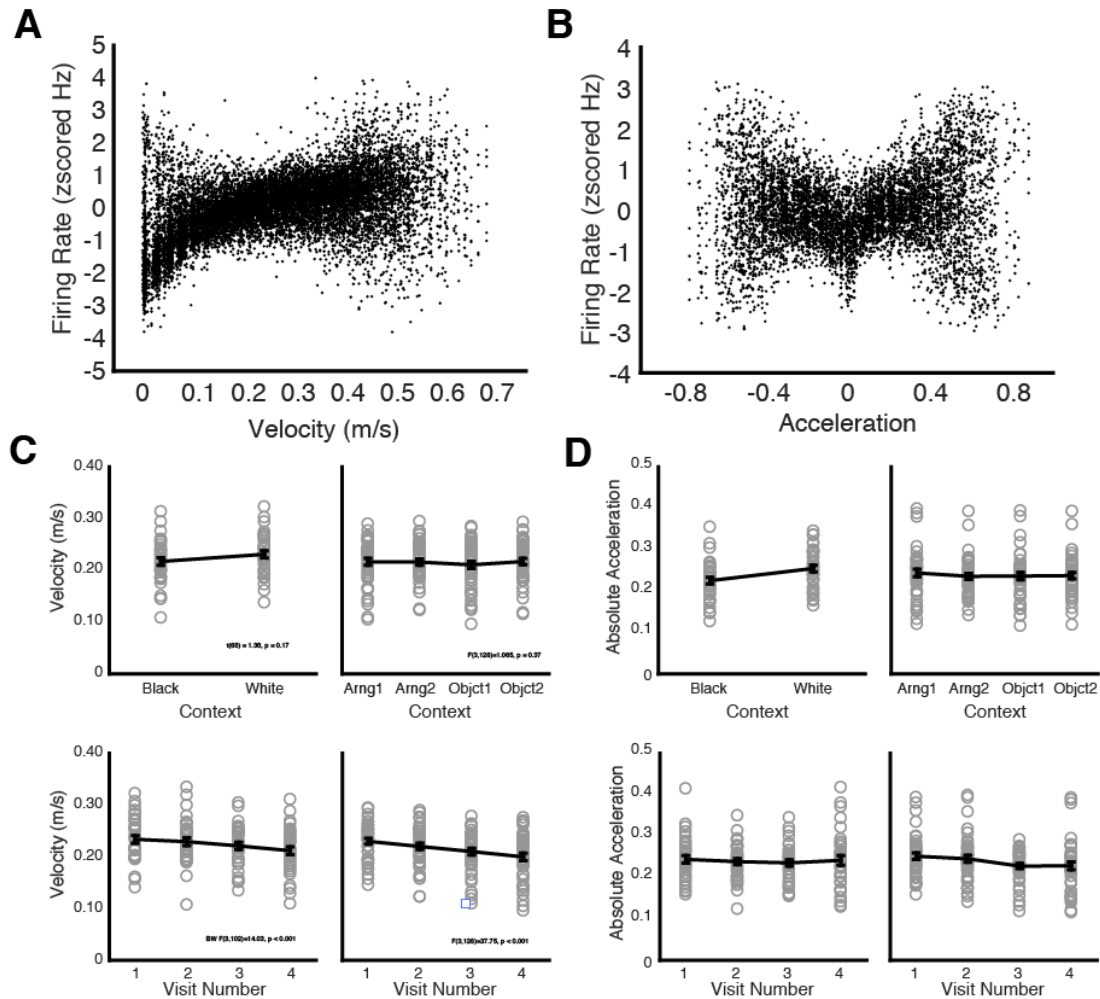 A
B
Firing Rate (zscored Hz)
5
4
3
2
1
0
-1
-2
-3
-4
-5
0 0.1 0.2 0.3 0.4 0.5 0.6 0.7
Velocity (m/s)
Firing Rate (zscored Hz)
4
3
2
1
0
-1
-2
-3
-4
-0.8 -0.4 0 0.4 0.8
Acceleration
C
D
Velocity (m/s)
0.40
0.30
0.20
0.10
0
t(63) = 1.36, p = 0.17
Black White
Context
F(3,126)=1.065, p = 0.37
Arng1 Arng2 Objct1 Objct2
Context
Absolute Acceleration
0.5
0.4
0.3
0.2
0.1
0
Black White
Context
Arng1 Arng2 Objct1 Objct2
Context
Velocity (m/s)
0.40
0.30
0.20
0.10
0
BW F(3,102)=14.03, p < 0.001
1 2 3 4
Visit Number
F(3,126)=37.75, p < 0.001
1 2 3 4
Visit Number
Absolute Acceleration
0.5
0.4
0.3
0.2
0.1
0
1 2 3 4
Visit Number
1 2 3 4
Visit Number